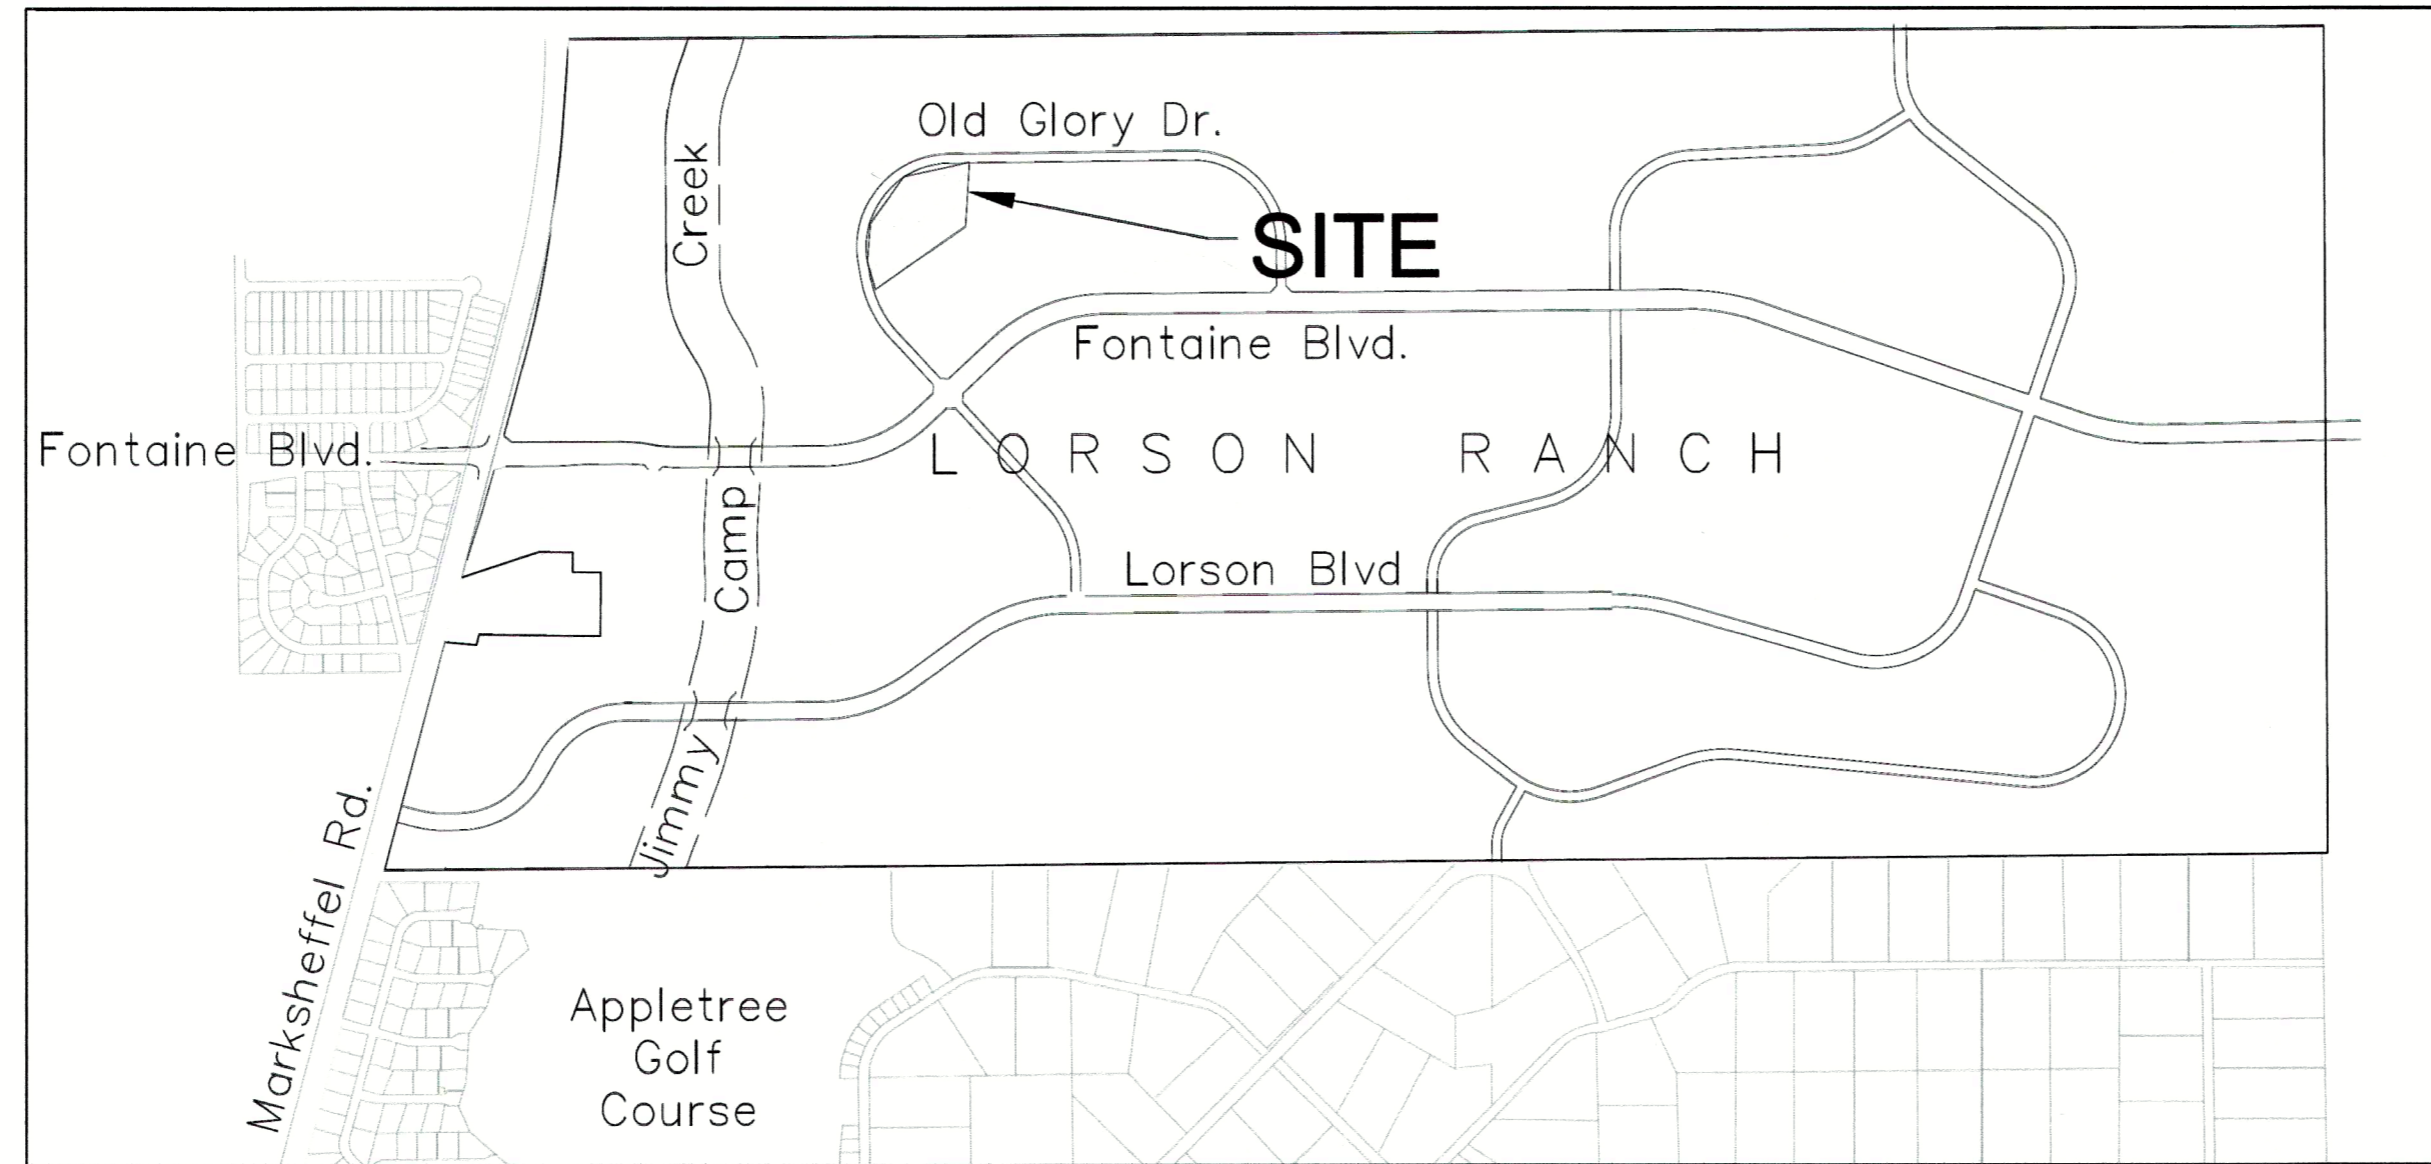 Old Glory Dr.
Creek
SITE
Fontaine Blvd.
Fontaine Blvd.
LORSON RANCH
Camp
Lorson Blvd
Jimmy
Marksheffel Rd.
Appletree
Golf
Course